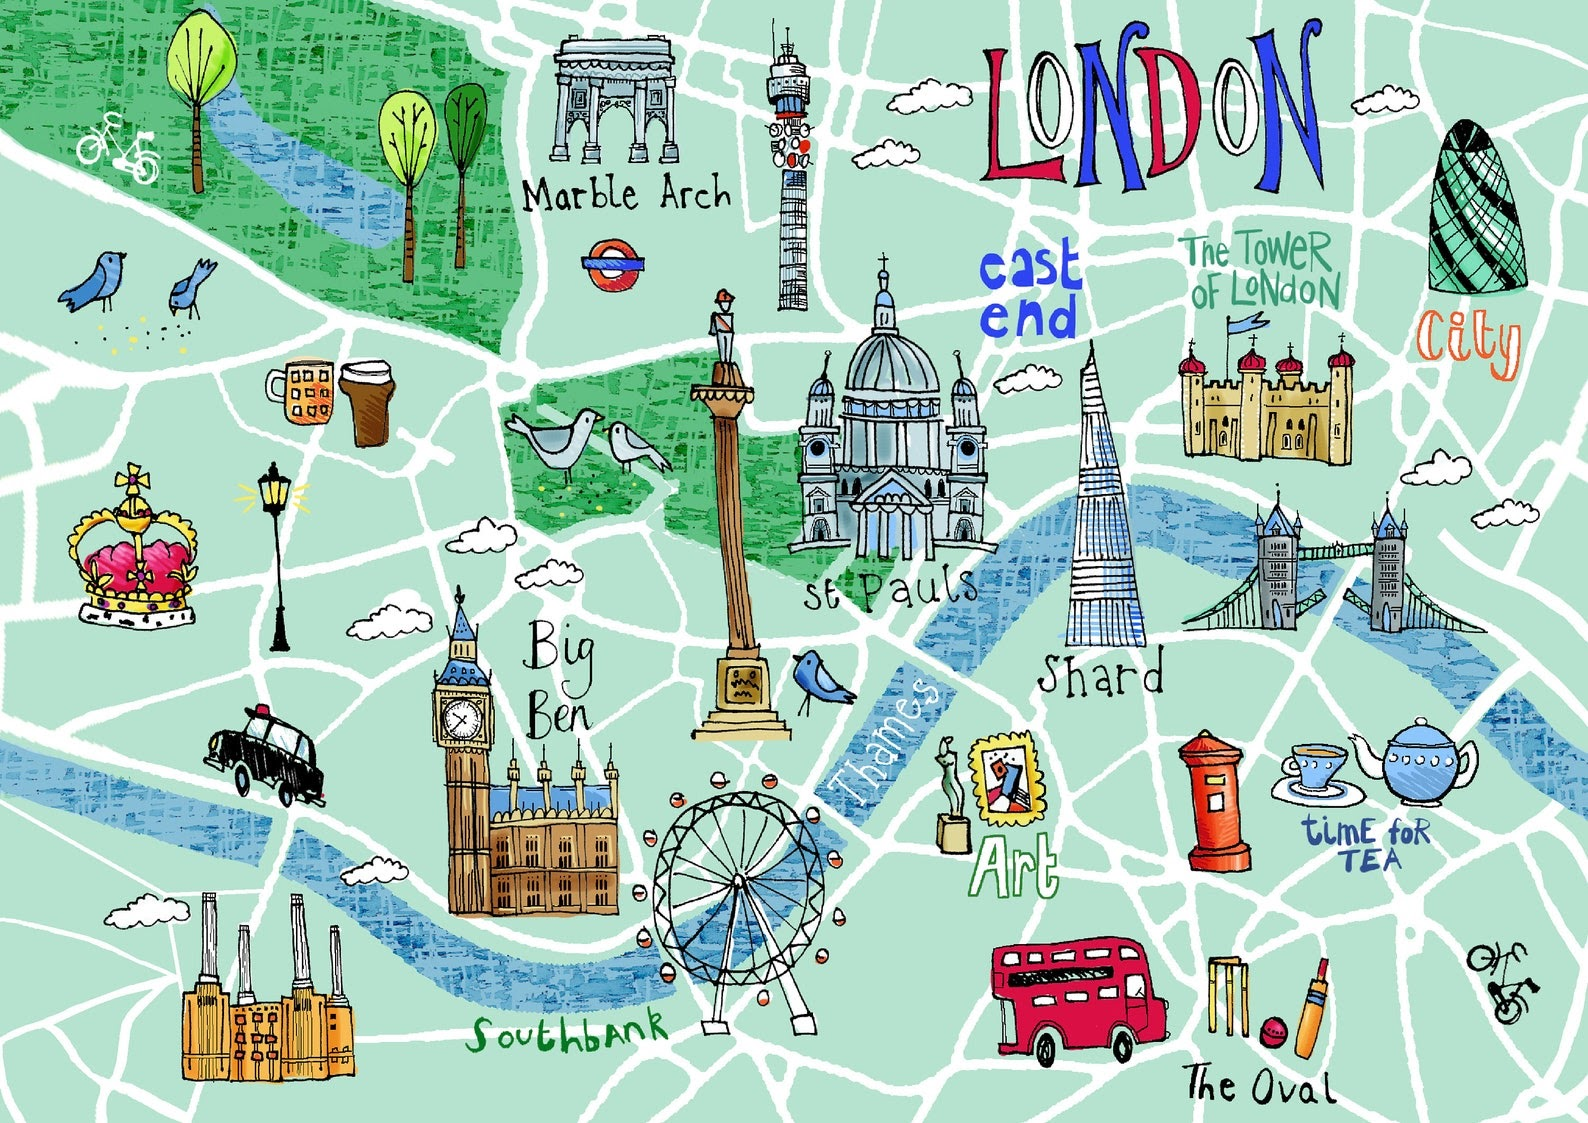 LONDON
Marble Arch
east
end
The TOWER
OF LONDON
City
st Pauls
Big
Ben
Shard
Thames
Art
timE foR
TEA
Southbank
The Oval